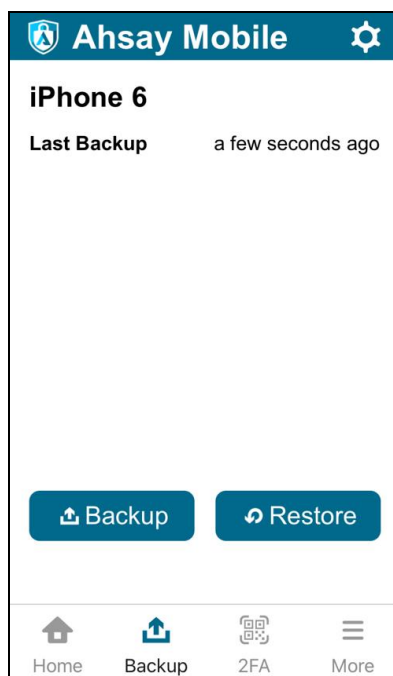 Ahsay Mobile
iPhone 6
Last Backup a few seconds ago
Backup Restore
Home Backup 2FA More